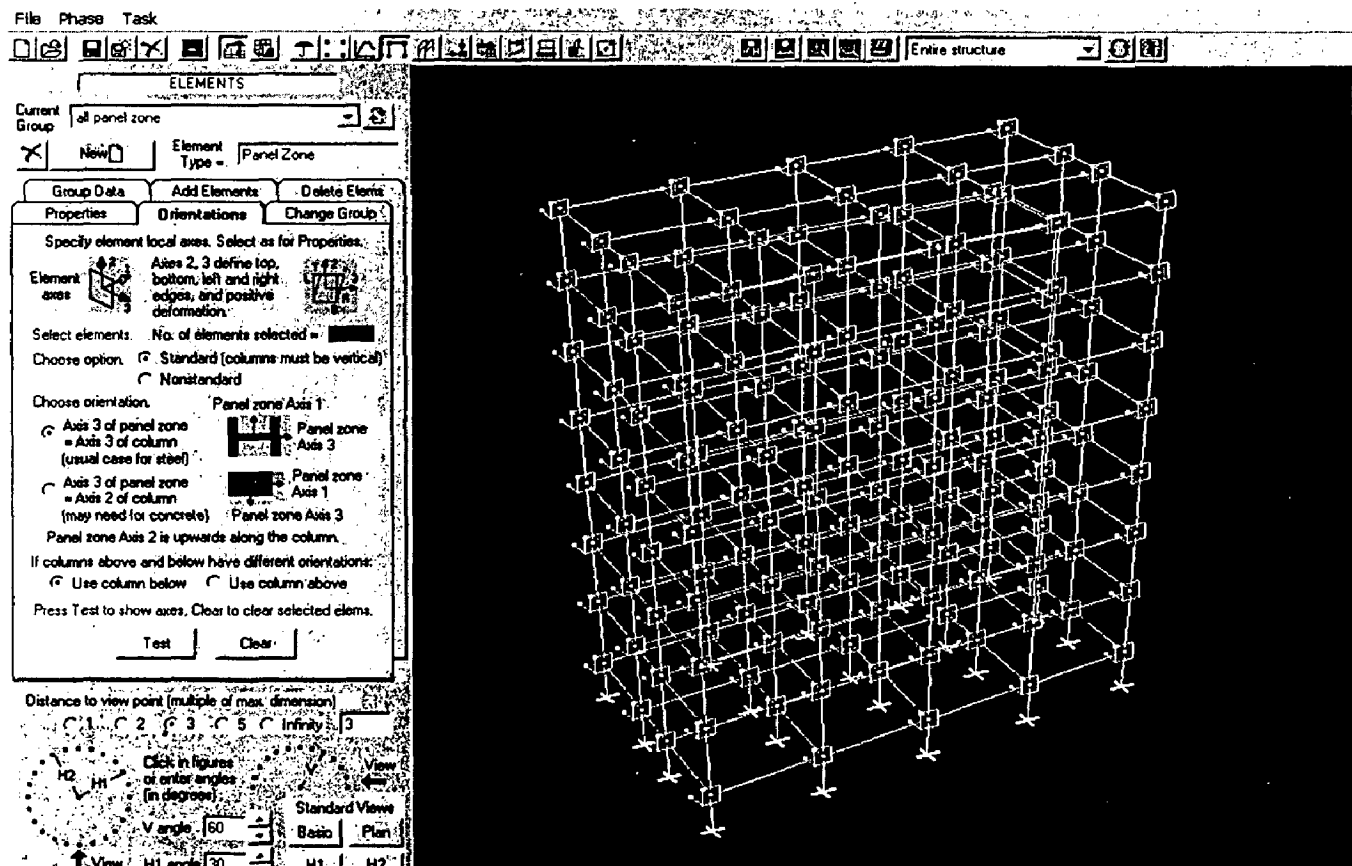 File Phase Task
Entire structure
ELEMENTS
Current Group all panel zone
New Element Type = Panel Zone
Group Data Add Elements Delete Elems
Properties Orientations Change Group
Specify element local axes. Select as for Properties.
Element axes
Axes 2, 3 define top, bottom, left and right edges, and positive deformation.
Select elements. No. of elements selected =
Choose option. Standard (columns must be vertical)
Nonstandard
Choose orientation. Panel zone Axis 1
Axis 3 of panel zone = Axis 3 of column (usual case for steel)
Panel zone Axis 3
Axis 3 of panel zone = Axis 2 of column (may need for concrete)
Panel zone Axis 1
Panel zone Axis 3
Panel zone Axis 2 is upwards along the column.
If columns above and below have different orientations:
Use column below Use column above
Press Test to show axes, Clear to clear selected elems.
Test Clear
Distance to view point (multiple of max. dimension)
1 2 3 5 Infinity 3
H2 H1
Click in figures or enter angles (in degrees)
V View
Standard Views
V angle 60 Basic Plan
View H1 angle 30 H1 H2